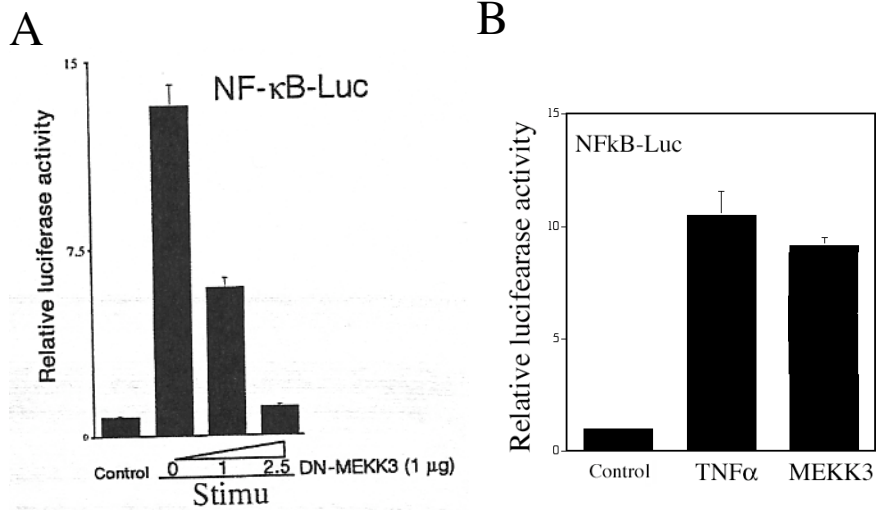 A
15
NF-κB-Luc
Relative luciferase activity
7.5
0
Control 0 1 2.5 DN-MEKK3 (1 μg)
Stimu
B
15
NFkB-Luc
Relative lucifearase activity
10
5
0
Control TNFα MEKK3